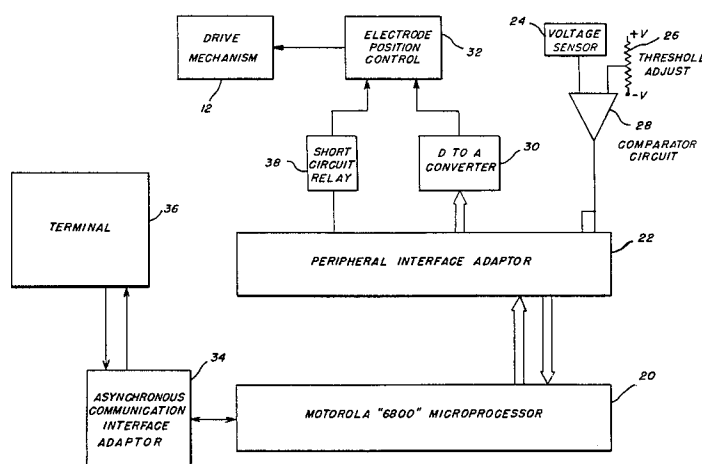 DRIVE
MECHANISM
12
ELECTRODE
POSITION
CONTROL
32
24
VOLTAGE
SENSOR
+V
26
THRESHOLD
ADJUST
-V
28
COMPARATOR
CIRCUIT
38
SHORT
CIRCUIT
RELAY
D TO A
CONVERTER
30
TERMINAL
36
PERIPHERAL INTERFACE ADAPTOR
22
34
ASYNCHRONOUS
COMMUNICATION
INTERFACE
ADAPTOR
MOTOROLA "6800" MICROPROCESSOR
20